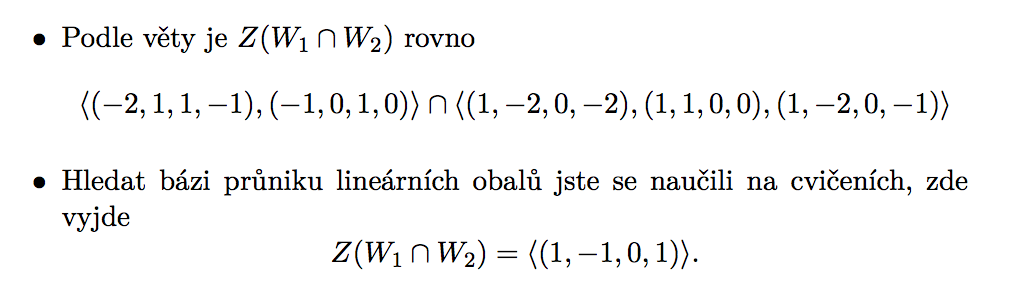 • Podle věty je Z(W₁ ∩ W₂) rovno
⟨(−2, 1, 1, −1), (−1, 0, 1, 0)⟩ ∩ ⟨(1, −2, 0, −2), (1, 1, 0, 0), (1, −2, 0, −1)⟩
• Hledat bázi průniku lineárních obalů jste se naučili na cvičeních, zde
vyjde
Z(W₁ ∩ W₂) = ⟨(1, −1, 0, 1)⟩.